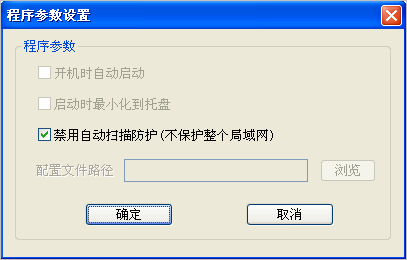 程序参数设置
程序参数
开机时自动启动
启动时最小化到托盘
禁用自动扫描防护(不保护整个局域网)
配置文件路径 浏览
确定 取消